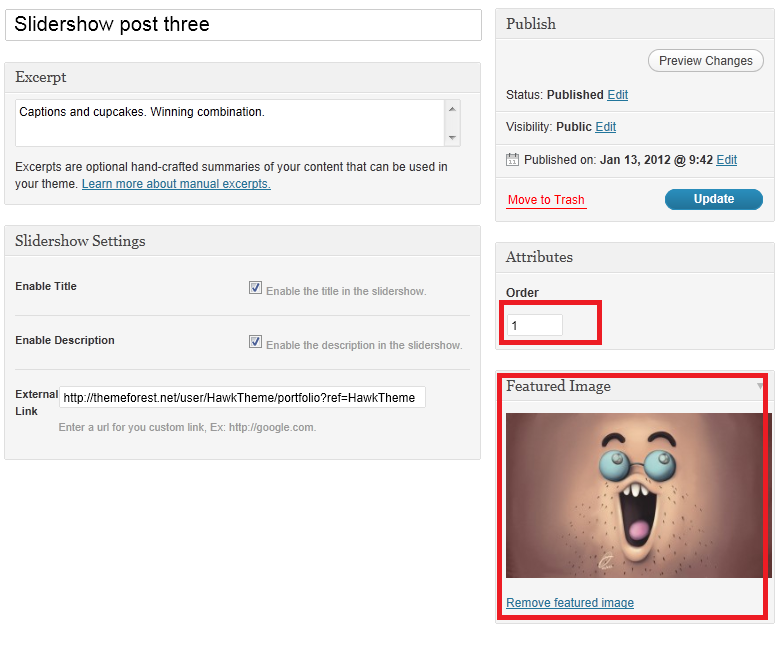 Slidershow post three
Excerpt
Captions and cupcakes. Winning combination.
Excerpts are optional hand-crafted summaries of your content that can be used in
your theme. Learn more about manual excerpts.
Slidershow Settings
Enable Title
Enable the title in the slidershow.
Enable Description
Enable the description in the slidershow.
External
Link
http://themeforest.net/user/HawkTheme/portfolio?ref=HawkTheme
Enter a url for you custom link, Ex: http://google.com.
Publish
Preview Changes
Status: Published Edit
Visibility: Public Edit
Published on: Jan 13, 2012 @ 9:42 Edit
Move to Trash
Update
Attributes
Order
1
Featured Image
Remove featured image